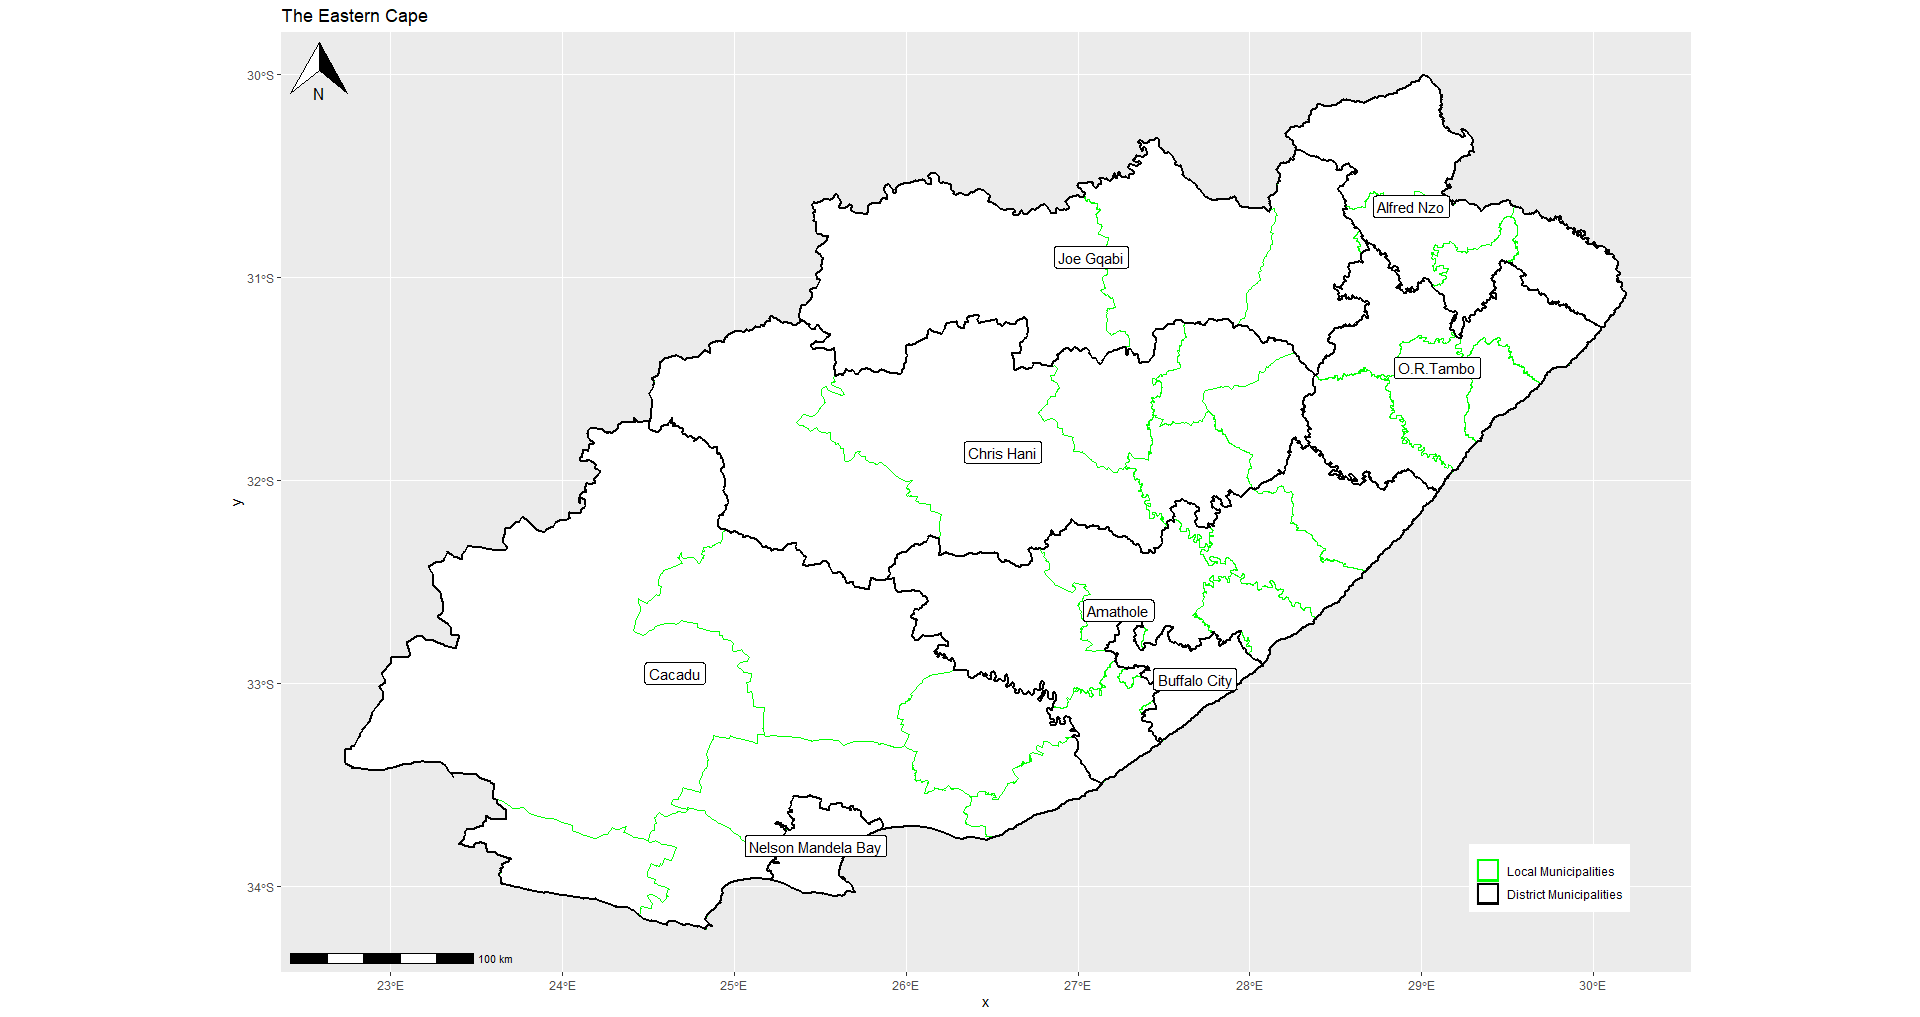 The Eastern Cape
N
30°S
31°S
32°S
33°S
34°S
y
Alfred Nzo
Joe Gqabi
O.R.Tambo
Chris Hani
Amathole
Cacadu
Buffalo City
Nelson Mandela Bay
Local Municipalities
District Municipalities
100 km
23°E
24°E
25°E
26°E
27°E
28°E
29°E
30°E
x